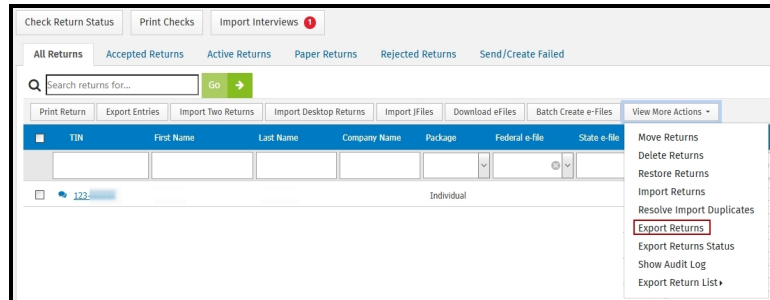 Check Return Status Print Checks Import Interviews 1
All Returns Accepted Returns Active Returns Paper Returns Rejected Returns Send/Create Failed
Search returns for... Go
Print Return Export Entries Import Two Returns Import Desktop Returns Import JFiles Download eFiles Batch Create e-Files View More Actions
TIN First Name Last Name Company Name Package Federal e-file State e-file
Move Returns
Delete Returns
Restore Returns
Import Returns
123- Individual
Resolve Import Duplicates
Export Returns
Export Returns Status
Show Audit Log
Export Return List